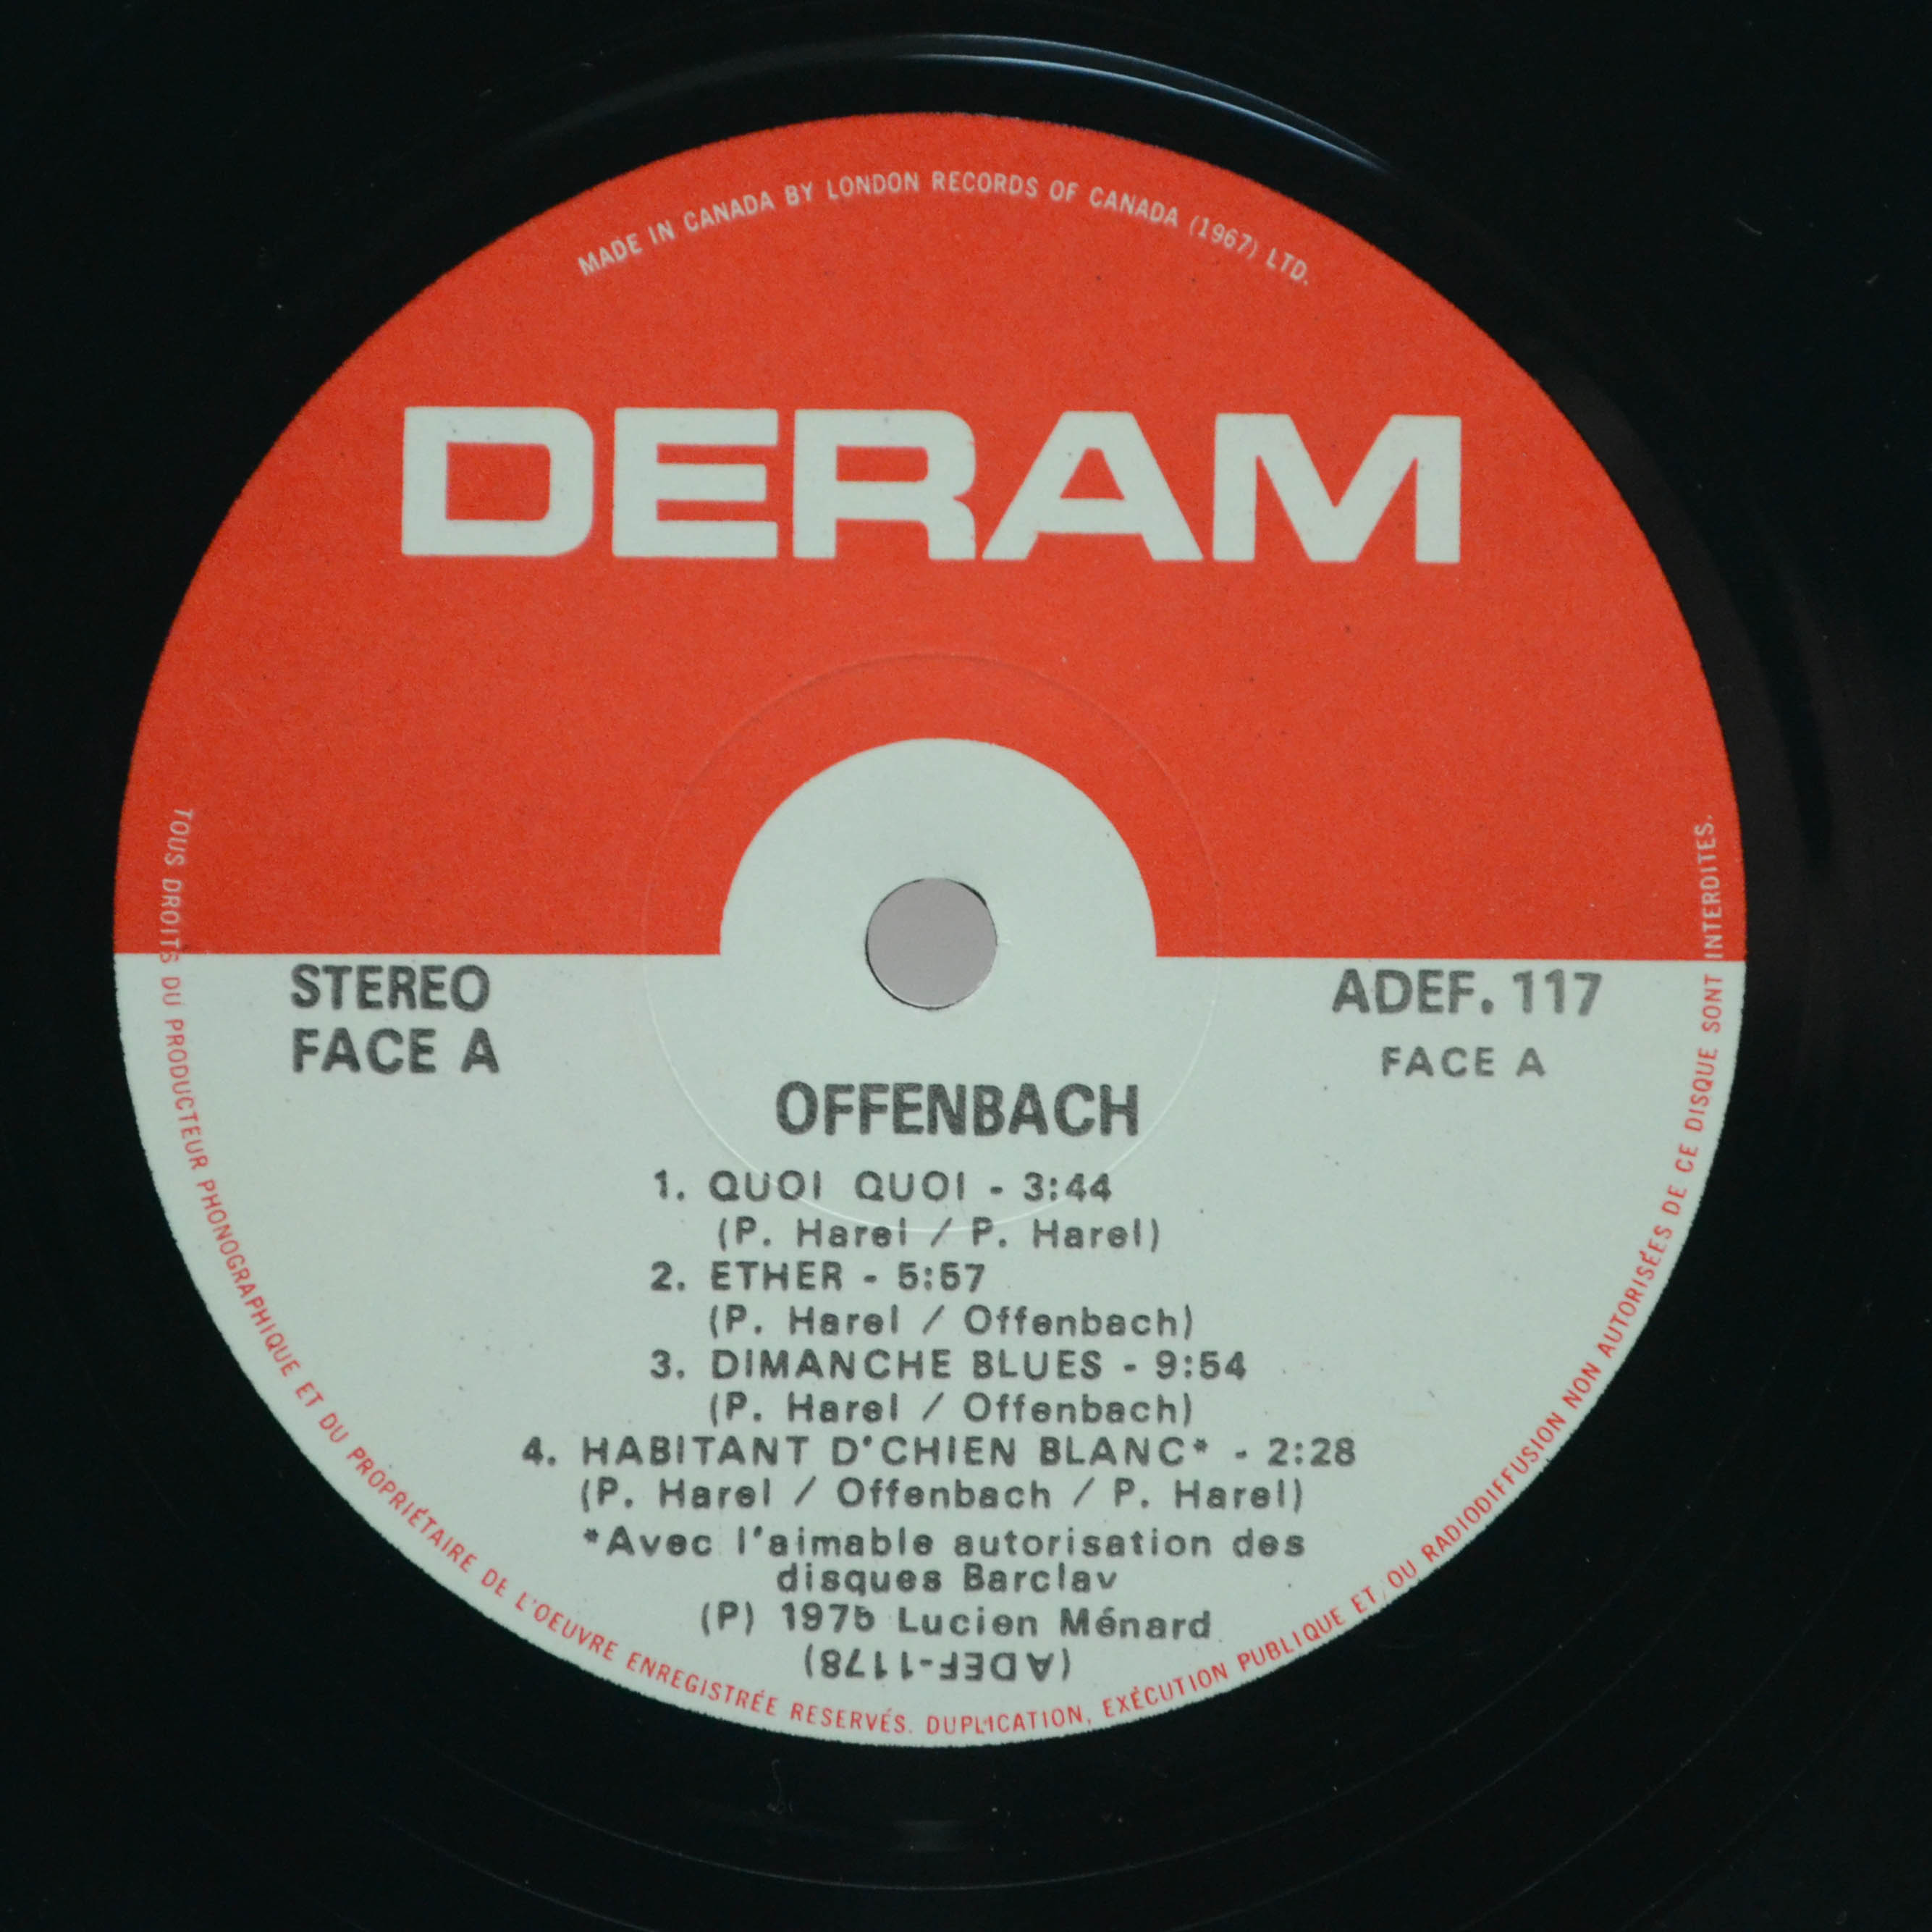 MADE IN CANADA BY LONDON RECORDS OF CANADA (1967) LTD.
DERAM
STEREO
FACE A
ADEF. 117
FACE A
OFFENBACH
1. QUOI QUOI - 3:44
(P. Harel / P. Harel)
2. ETHER - 5:57
(P. Harel / Offenbach)
3. DIMANCHE BLUES - 9:54
(P. Harel / Offenbach)
4. HABITANT D'CHIEN BLANC* - 2:28
(P. Harel / Offenbach / P. Harel)
*Avec l'aimable autorisation des
disques Barclav
(P) 1975 Lucien Ménard
(ADEF-1178)
TOUS DROITS DU PRODUCTEUR PHONOGRAPHIQUE ET DU PROPRIÉTAIRE DE L'OEUVRE ENREGISTRÉE RESERVÉS. DUPLICATION, EXÉCUTION PUBLIQUE ET/OU RADIODIFFUSION NON AUTORISÉES DE CE DISQUE SONT INTERDITES.